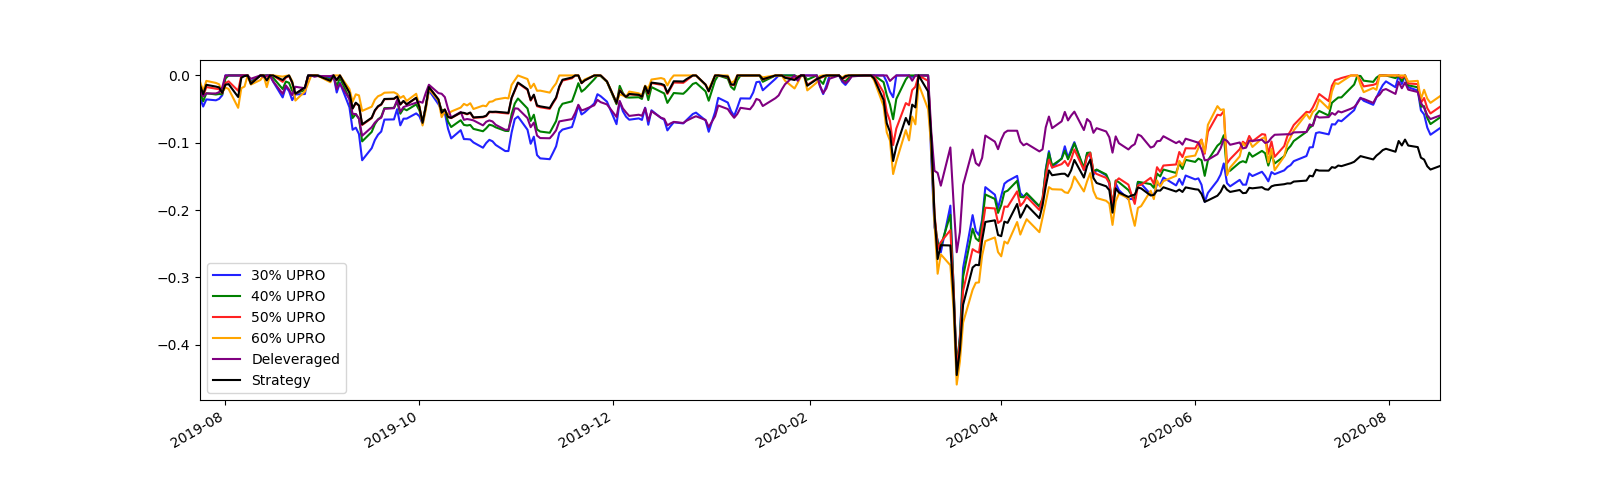 0.0
−0.1
−0.2
−0.3
−0.4
30% UPRO
40% UPRO
50% UPRO
60% UPRO
Deleveraged
Strategy
2019-08
2019-10
2019-12
2020-02
2020-04
2020-06
2020-08